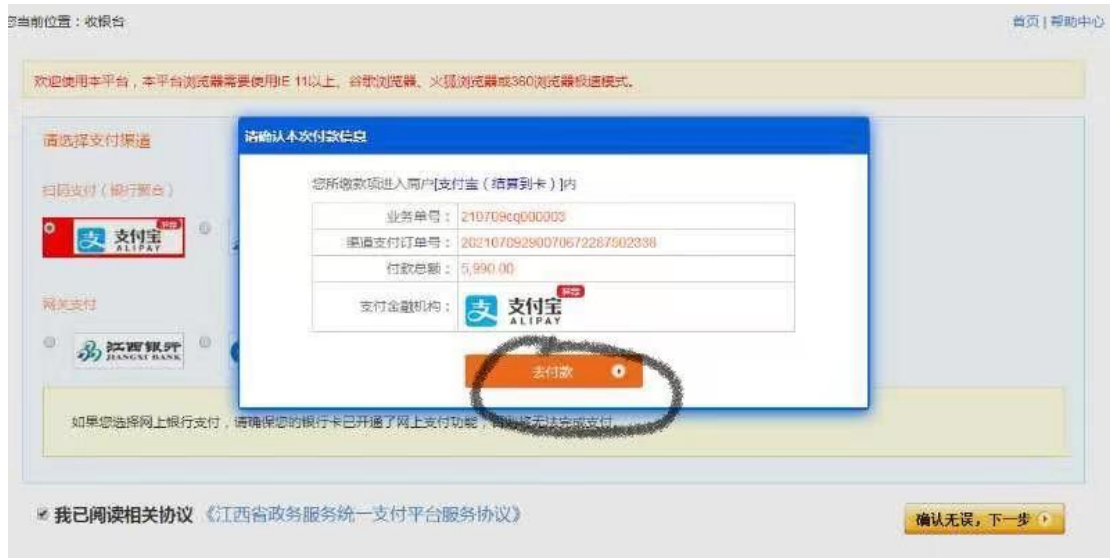 当前位置：收银台
首页 | 帮助中心
欢迎使用本平台，本平台浏览器需要使用IE 11以上、谷歌浏览器、火狐浏览器或360浏览器极速模式。
请选择支付渠道
请确认本次付款信息
您所缴款项进入商户[支付宝（结算到卡）]内
扫码支付（银行聚合）
业务单号： 210709cq000003
支付宝 推荐
ALIPAY
渠道支付订单号： 20210709290070672287502338
付款总额： 5,990.00
网关支付
支付金融机构： 支付宝 推荐
ALIPAY
江西银行
JIANGXI BANK
去付款
如果您选择网上银行支付，请确保您的银行卡已开通了网上支付功能，否则将无法完成支付。
我已阅读相关协议 《江西省政务服务统一支付平台服务协议》
确认无误，下一步